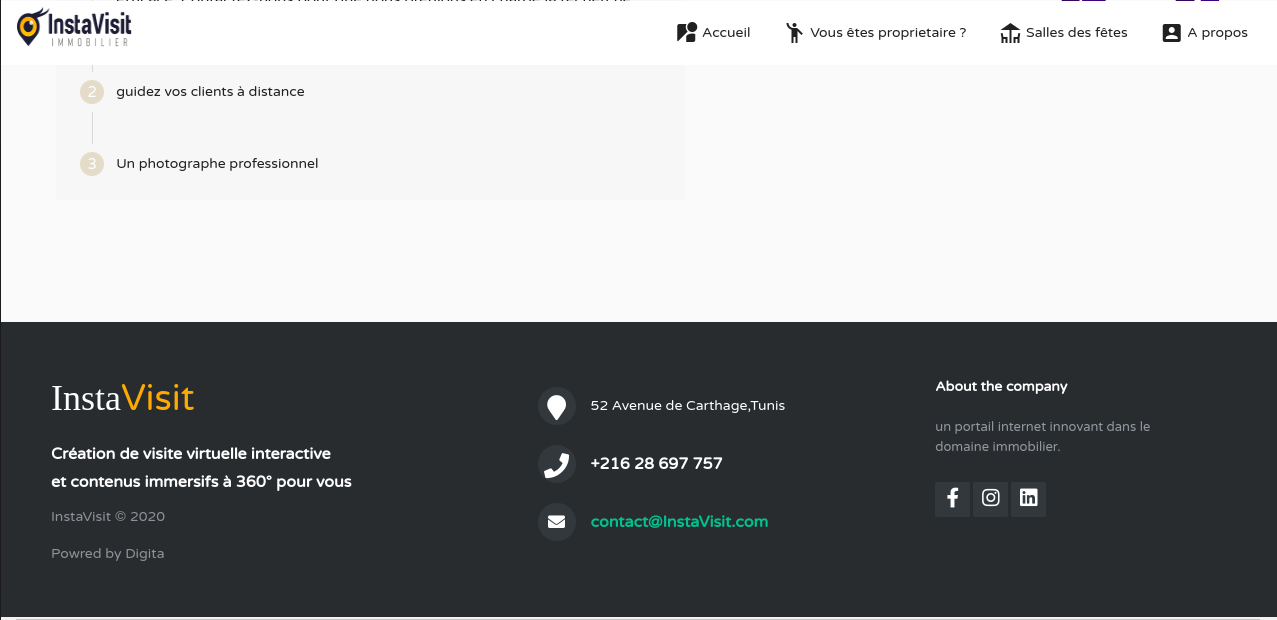 InstaVisit
IMMOBILIER
Accueil
Vous êtes proprietaire ?
Salles des fêtes
A propos
2 guidez vos clients à distance
3 Un photographe professionnel
InstaVisit
Création de visite virtuelle interactive
et contenus immersifs à 360° pour vous
InstaVisit © 2020
Powred by Digita
52 Avenue de Carthage,Tunis
+216 28 697 757
contact@InstaVisit.com
About the company
un portail internet innovant dans le
domaine immobilier.